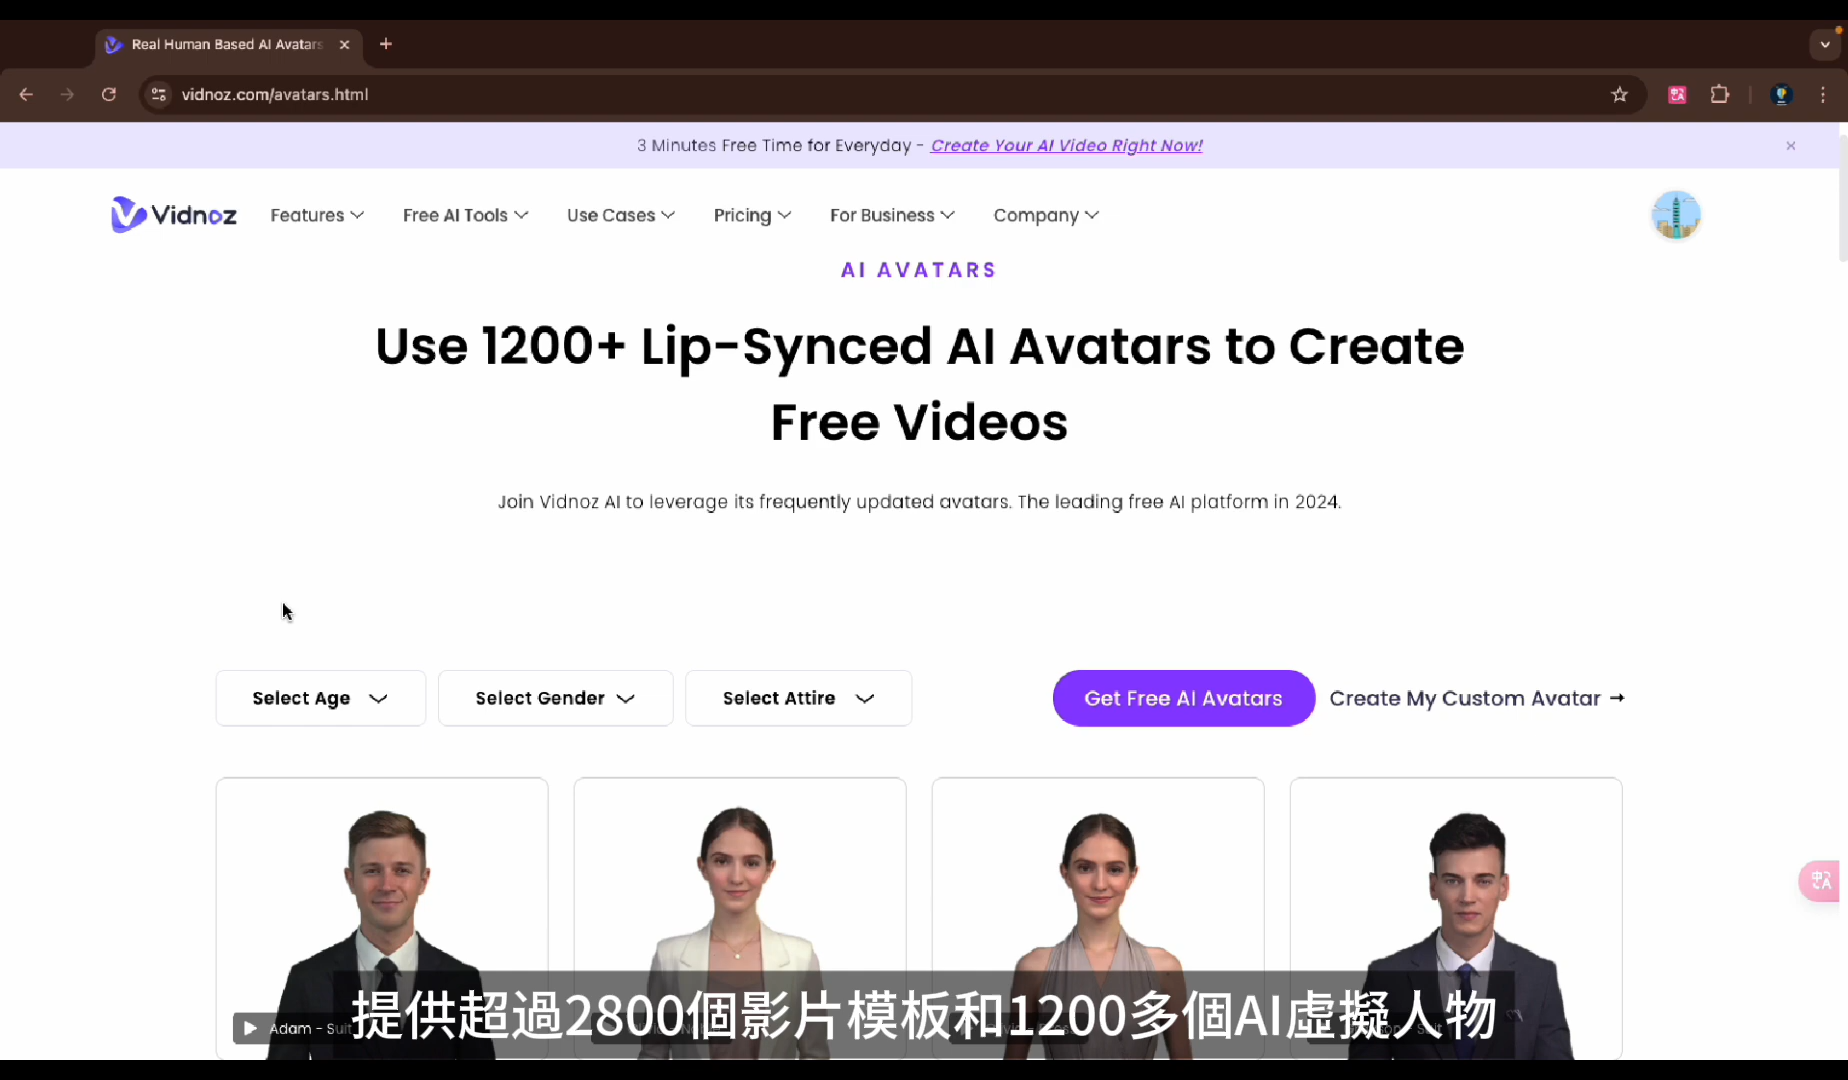 Real Human Based AI Avatars
vidnoz.com/avatars.html
3 Minutes Free Time for Everyday - Create Your AI Video Right Now!
Vidnoz
Features
Free AI Tools
Use Cases
Pricing
For Business
Company
AI AVATARS
Use 1200+ Lip-Synced AI Avatars to Create
Free Videos
Join Vidnoz AI to leverage its frequently updated avatars. The leading free AI platform in 2024.
Select Age
Select Gender
Select Attire
Get Free AI Avatars
Create My Custom Avatar →
Adam - Suit
提供超過2800個影片模板和1200多個AI虛擬人物